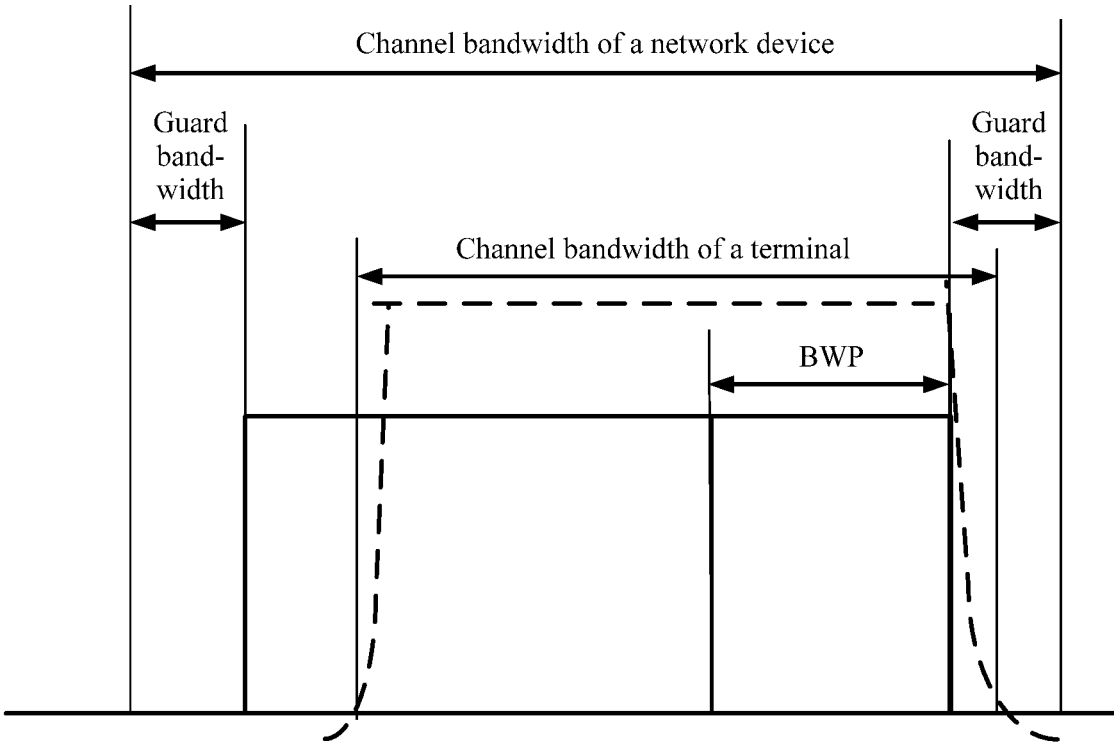 Channel bandwidth of a network device
Guard
band-
width
Guard
band-
width
Channel bandwidth of a terminal
BWP